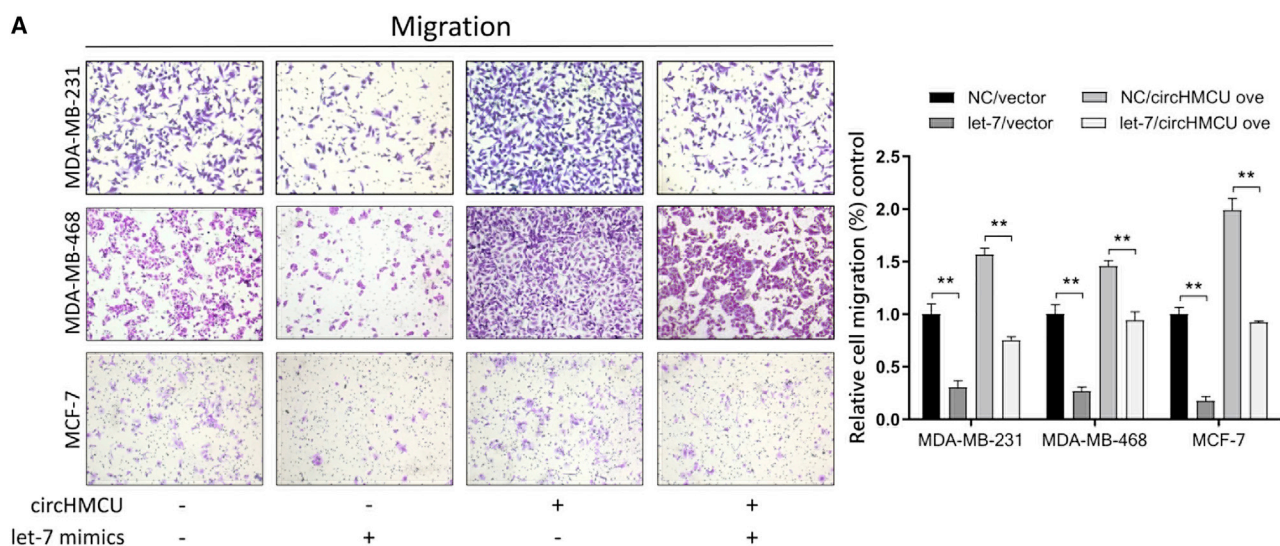 A
Migration
MDA-MB-231
MDA-MB-468
MCF-7
circHMCU - - + +
let-7 mimics - + - +
NC/vector NC/circHMCU ove
let-7/vector let-7/circHMCU ove
Relative cell migration (%) control
2.5
2.0
1.5
1.0
0.5
0.0
** ** ** ** ** **
MDA-MB-231 MDA-MB-468 MCF-7